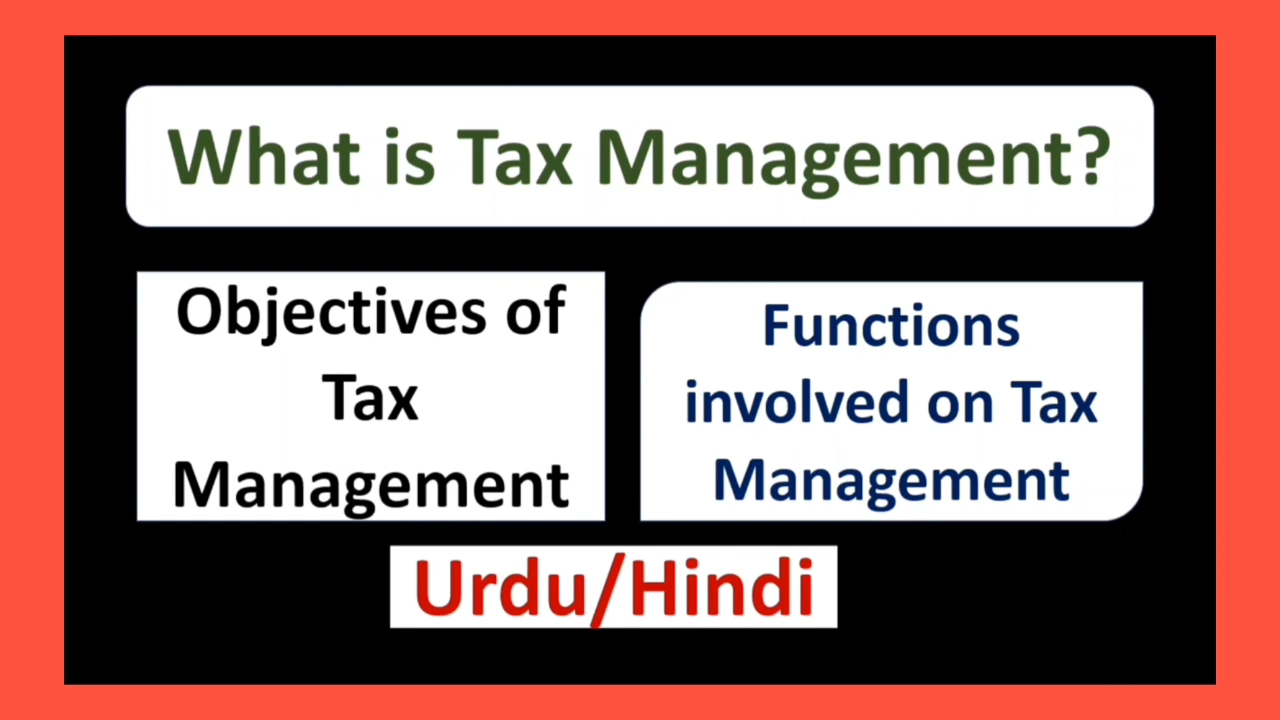 What is Tax Management?
Objectives of
Tax
Management
Functions
involved on Tax
Management
Urdu/Hindi